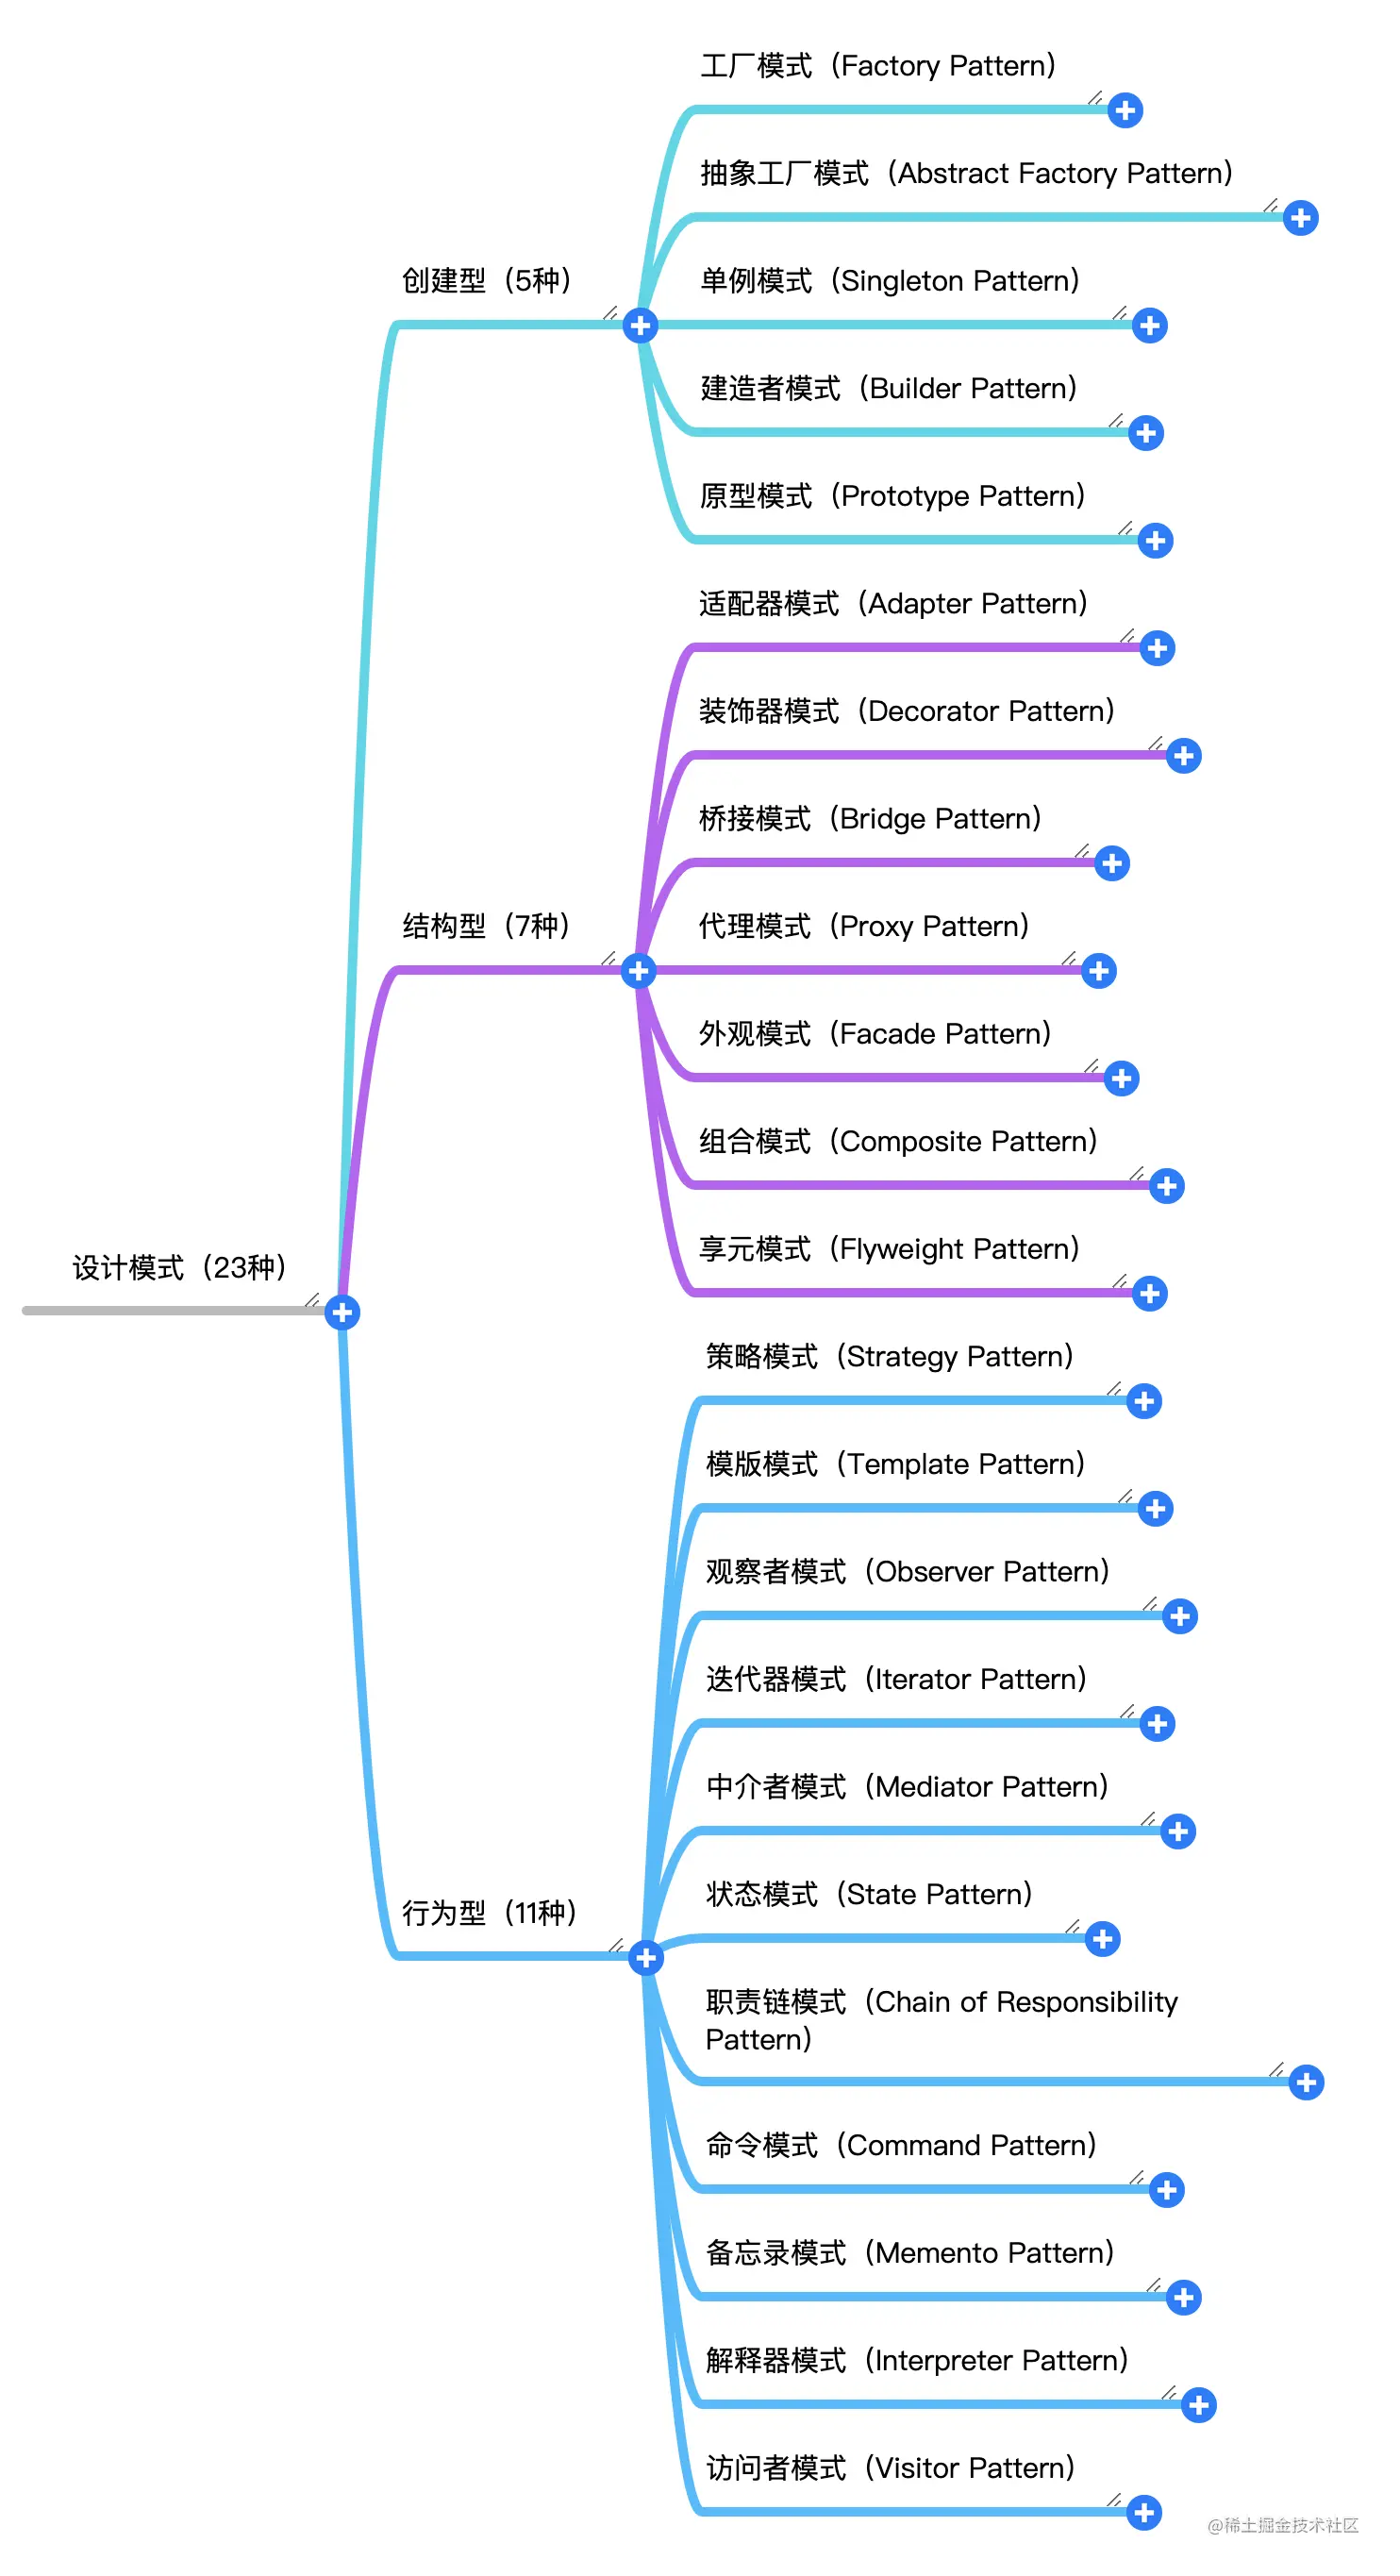 工厂模式（Factory Pattern）
抽象工厂模式（Abstract Factory Pattern）
创建型（5种）
单例模式（Singleton Pattern）
建造者模式（Builder Pattern）
原型模式（Prototype Pattern）
适配器模式（Adapter Pattern）
装饰器模式（Decorator Pattern）
桥接模式（Bridge Pattern）
结构型（7种）
代理模式（Proxy Pattern）
外观模式（Facade Pattern）
组合模式（Composite Pattern）
享元模式（Flyweight Pattern）
设计模式（23种）
策略模式（Strategy Pattern）
模版模式（Template Pattern）
观察者模式（Observer Pattern）
迭代器模式（Iterator Pattern）
中介者模式（Mediator Pattern）
状态模式（State Pattern）
行为型（11种）
职责链模式（Chain of Responsibility
Pattern）
命令模式（Command Pattern）
备忘录模式（Memento Pattern）
解释器模式（Interpreter Pattern）
访问者模式（Visitor Pattern）
@稀土掘金技术社区